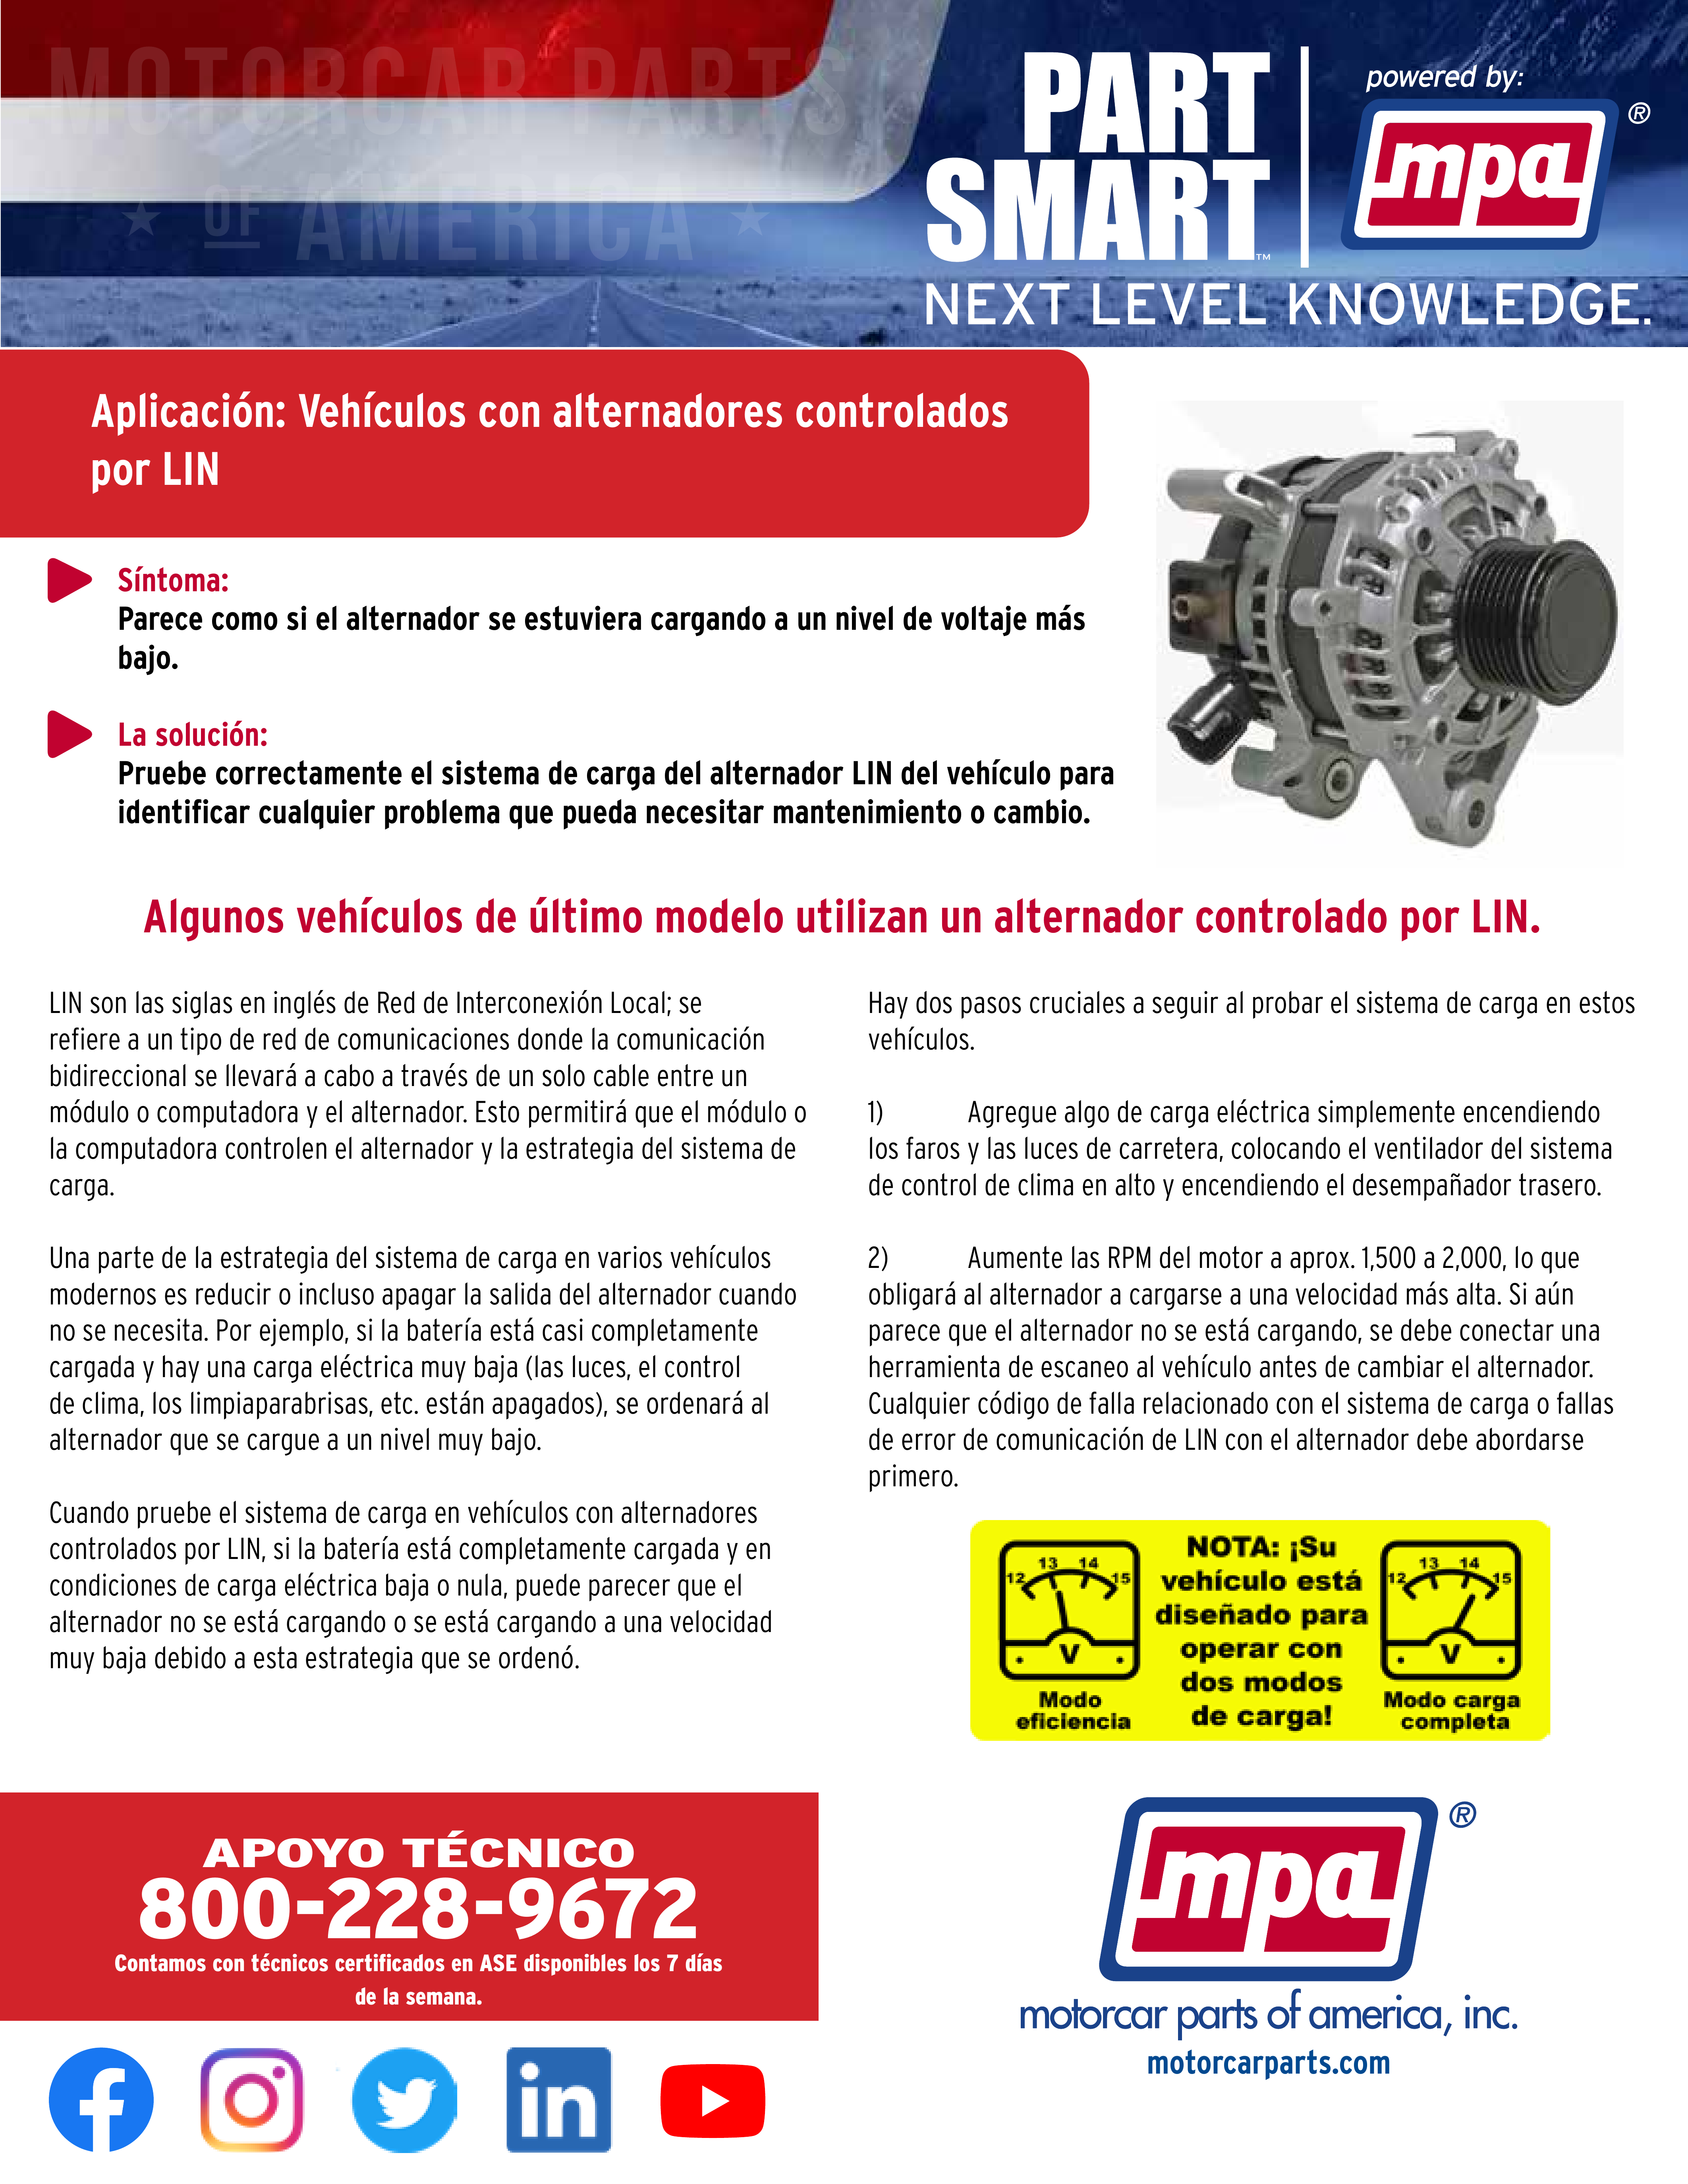 MOTORCAR PARTS
OF AMERICA
PART
SMART™
powered by:
mpa®
NEXT LEVEL KNOWLEDGE.
Aplicación: Vehículos con alternadores controlados
por LIN
Síntoma:
Parece como si el alternador se estuviera cargando a un nivel de voltaje más
bajo.
La solución:
Pruebe correctamente el sistema de carga del alternador LIN del vehículo para
identificar cualquier problema que pueda necesitar mantenimiento o cambio.
Algunos vehículos de último modelo utilizan un alternador controlado por LIN.
LIN son las siglas en inglés de Red de Interconexión Local; se
refiere a un tipo de red de comunicaciones donde la comunicación
bidireccional se llevará a cabo a través de un solo cable entre un
módulo o computadora y el alternador. Esto permitirá que el módulo o
la computadora controlen el alternador y la estrategia del sistema de
carga.
Una parte de la estrategia del sistema de carga en varios vehículos
modernos es reducir o incluso apagar la salida del alternador cuando
no se necesita. Por ejemplo, si la batería está casi completamente
cargada y hay una carga eléctrica muy baja (las luces, el control
de clima, los limpiaparabrisas, etc. están apagados), se ordenará al
alternador que se cargue a un nivel muy bajo.
Cuando pruebe el sistema de carga en vehículos con alternadores
controlados por LIN, si la batería está completamente cargada y en
condiciones de carga eléctrica baja o nula, puede parecer que el
alternador no se está cargando o se está cargando a una velocidad
muy baja debido a esta estrategia que se ordenó.
Hay dos pasos cruciales a seguir al probar el sistema de carga en estos
vehículos.
1) Agregue algo de carga eléctrica simplemente encendiendo
los faros y las luces de carretera, colocando el ventilador del sistema
de control de clima en alto y encendiendo el desempañador trasero.
2) Aumente las RPM del motor a aprox. 1,500 a 2,000, lo que
obligará al alternador a cargarse a una velocidad más alta. Si aún
parece que el alternador no se está cargando, se debe conectar una
herramienta de escaneo al vehículo antes de cambiar el alternador.
Cualquier código de falla relacionado con el sistema de carga o fallas
de error de comunicación de LIN con el alternador debe abordarse
primero.
12 13 14 15
V
Modo
eficiencia
NOTA: ¡Su
vehículo está
diseñado para
operar con
dos modos
de carga!
12 13 14 15
V
Modo carga
completa
APOYO TÉCNICO
800-228-9672
Contamos con técnicos certificados en ASE disponibles los 7 días
de la semana.
mpa®
motorcar parts of america, inc.
motorcarparts.com
in